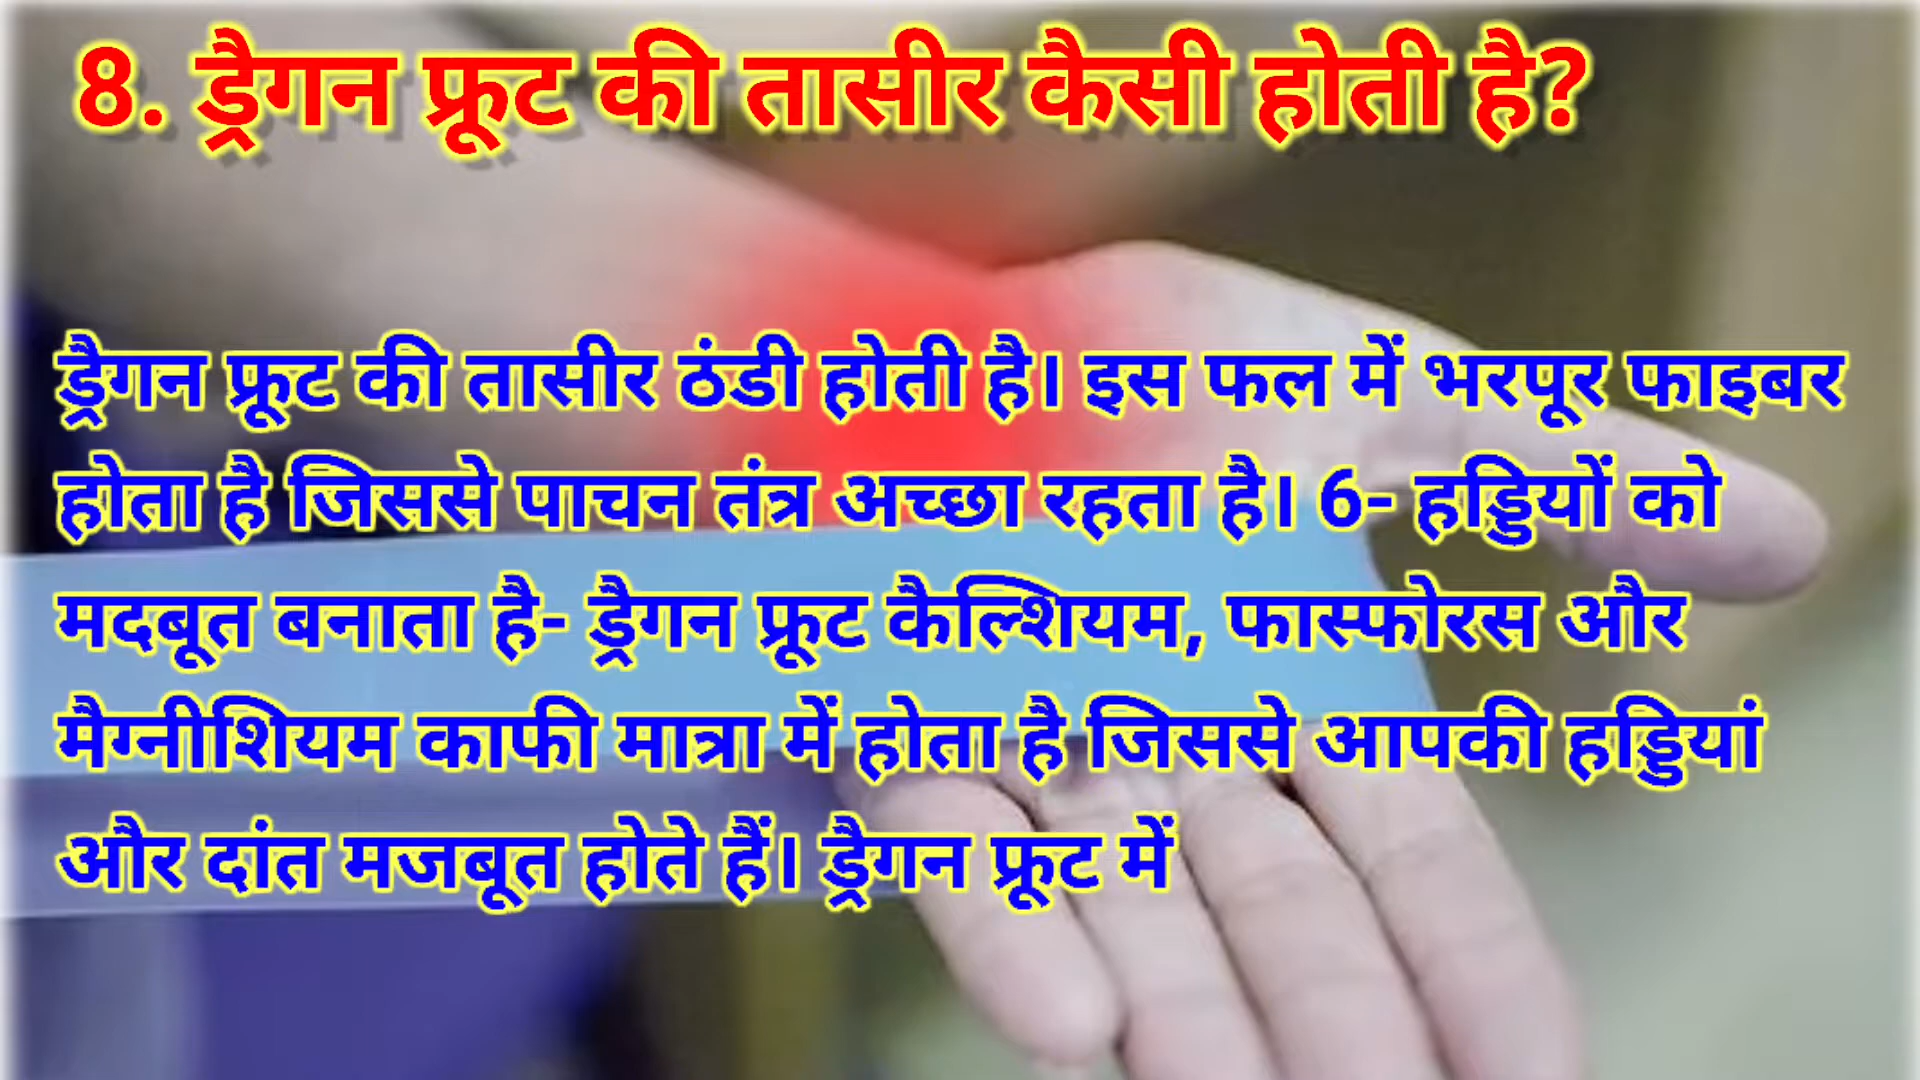 8. ड्रैगन फ्रूट की तासीर कैसी होती है?
ड्रैगन फ्रूट की तासीर ठंडी होती है। इस फल में भरपूर फाइबर
होता है जिससे पाचन तंत्र अच्छा रहता है। 6- हड्डियों को
मदबूत बनाता है- ड्रैगन फ्रूट कैल्शियम, फास्फोरस और
मैग्नीशियम काफी मात्रा में होता है जिससे आपकी हड्डियां
और दांत मजबूत होते हैं। ड्रैगन फ्रूट में